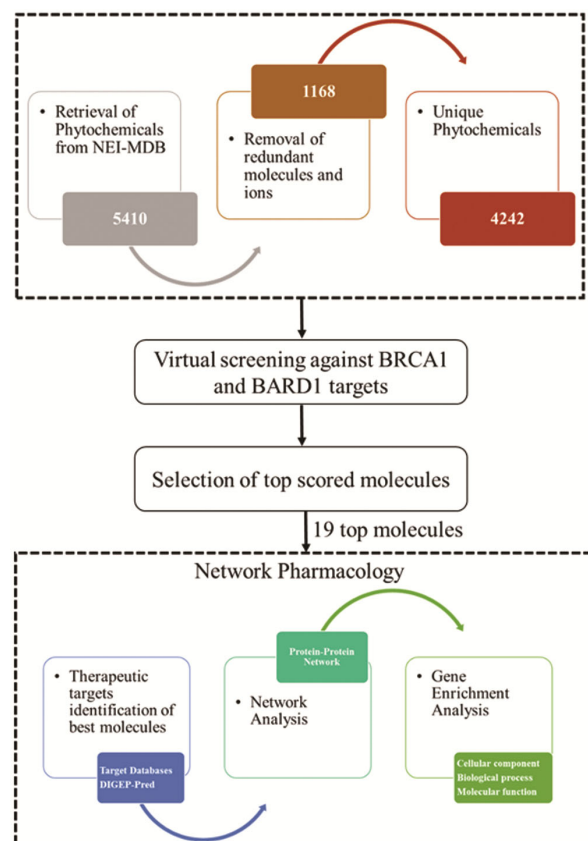 • Retrieval of
Phytochemicals
from NEI-MDB
5410
1168
• Removal of
redundant
molecules and
ions
• Unique
Phytochemicals
4242
Virtual screening against BRCA1
and BARD1 targets
Selection of top scored molecules
19 top molecules
Network Pharmacology
• Therapeutic
targets
identification of
best molecules
Target Databases
DIGEP-Pred
Protein-Protein
Network
• Network
Analysis
• Gene
Enrichment
Analysis
Cellular component
Biological process
Molecular function